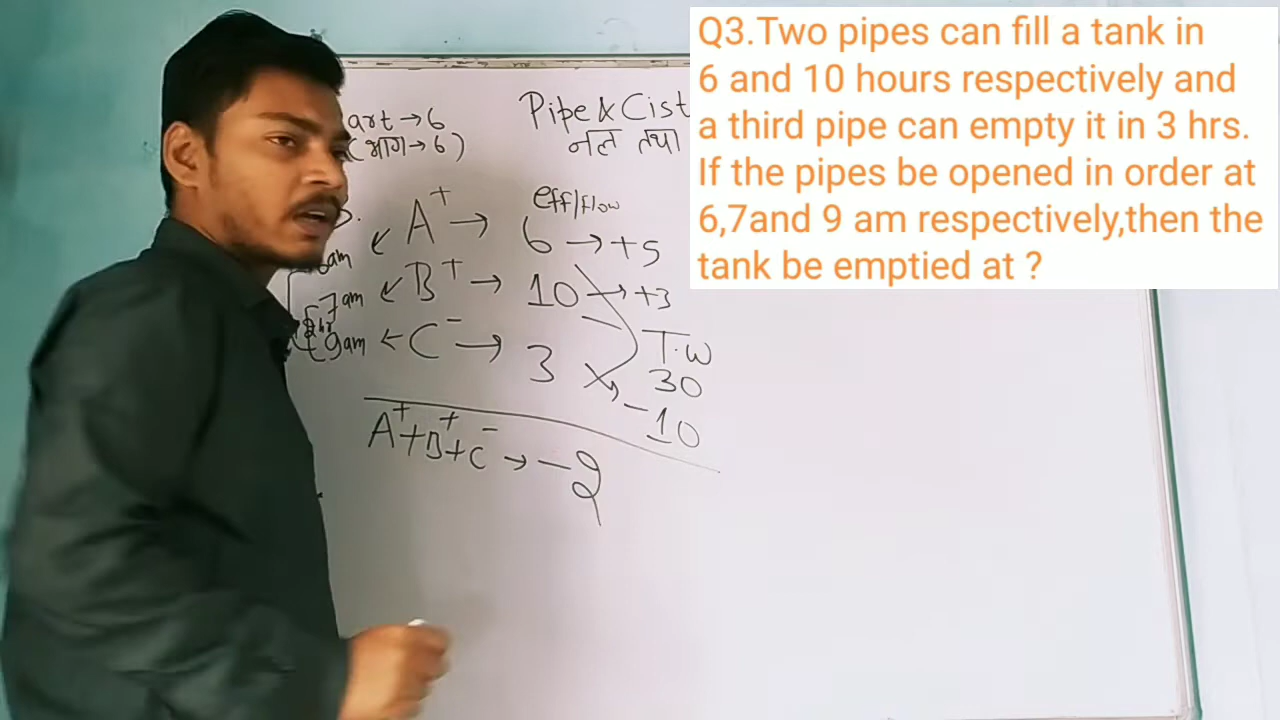 Q3.Two pipes can fill a tank in
6 and 10 hours respectively and
a third pipe can empty it in 3 hrs.
If the pipes be opened in order at
6,7and 9 am respectively,then the
tank be emptied at ?
art → 6
(भाग → 6)
Pipe & Cist
नल तथा
eff/flow
6am ← A+ → 6 → +5
7am ← B+ → 10 → +3
9am ← C- → 3
T.W
30
-10
A+ + B+ + C- → -2